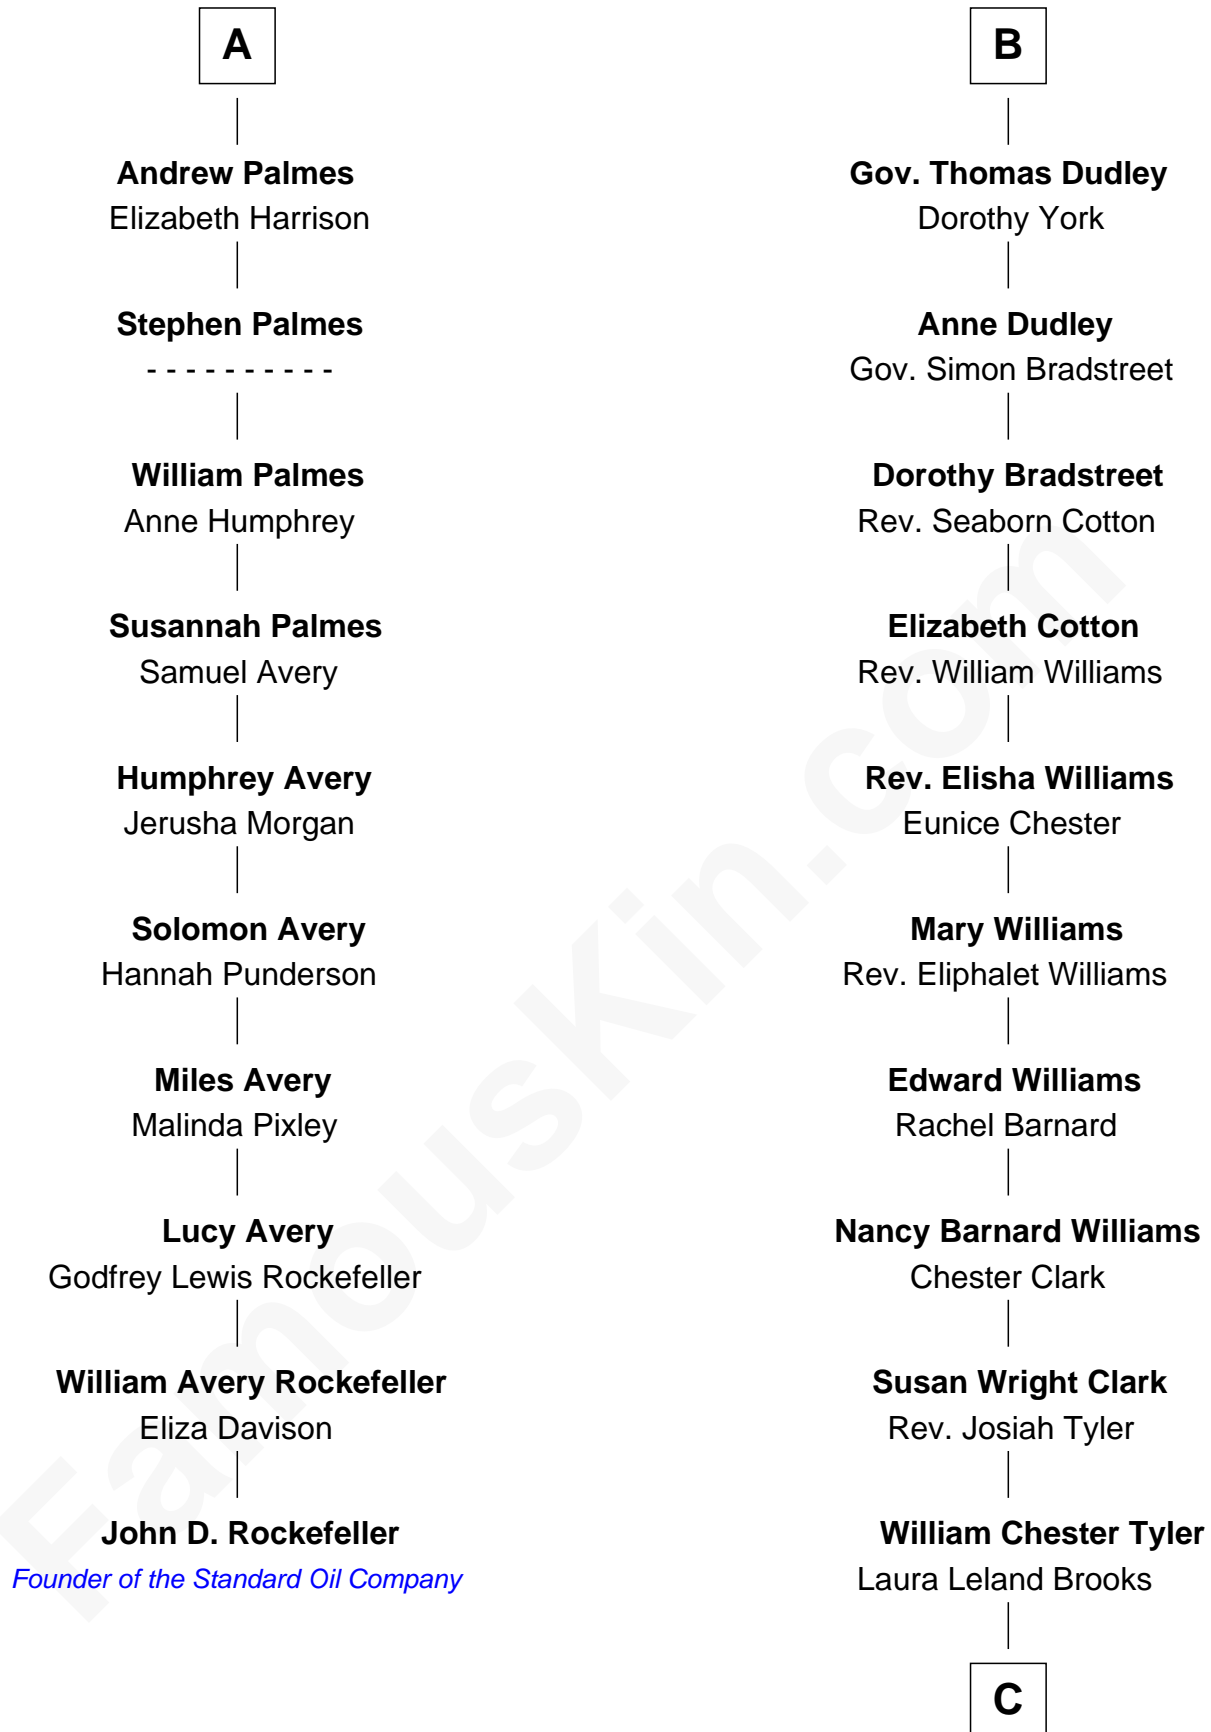 A
Andrew Palmes
Elizabeth Harrison
Stephen Palmes
- - - - - - - - - -
William Palmes
Anne Humphrey
Susannah Palmes
Samuel Avery
Humphrey Avery
Jerusha Morgan
Solomon Avery
Hannah Punderson
Miles Avery
Malinda Pixley
Lucy Avery
Godfrey Lewis Rockefeller
William Avery Rockefeller
Eliza Davison
John D. Rockefeller
Founder of the Standard Oil Company
B
Gov. Thomas Dudley
Dorothy York
Anne Dudley
Gov. Simon Bradstreet
Dorothy Bradstreet
Rev. Seaborn Cotton
Elizabeth Cotton
Rev. William Williams
Rev. Elisha Williams
Eunice Chester
Mary Williams
Rev. Eliphalet Williams
Edward Williams
Rachel Barnard
Nancy Barnard Williams
Chester Clark
Susan Wright Clark
Rev. Josiah Tyler
William Chester Tyler
Laura Leland Brooks
C
FamousKin.com